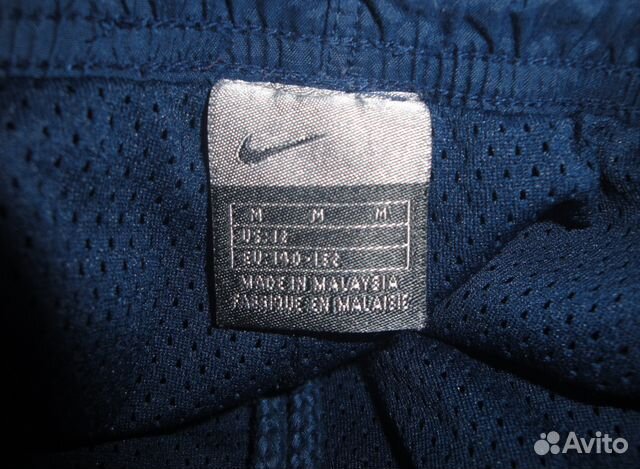 M M M
US: 12
EU: 140-152
MADE IN MALAYSIA
FABRIQUE EN MALAISIE
Avito